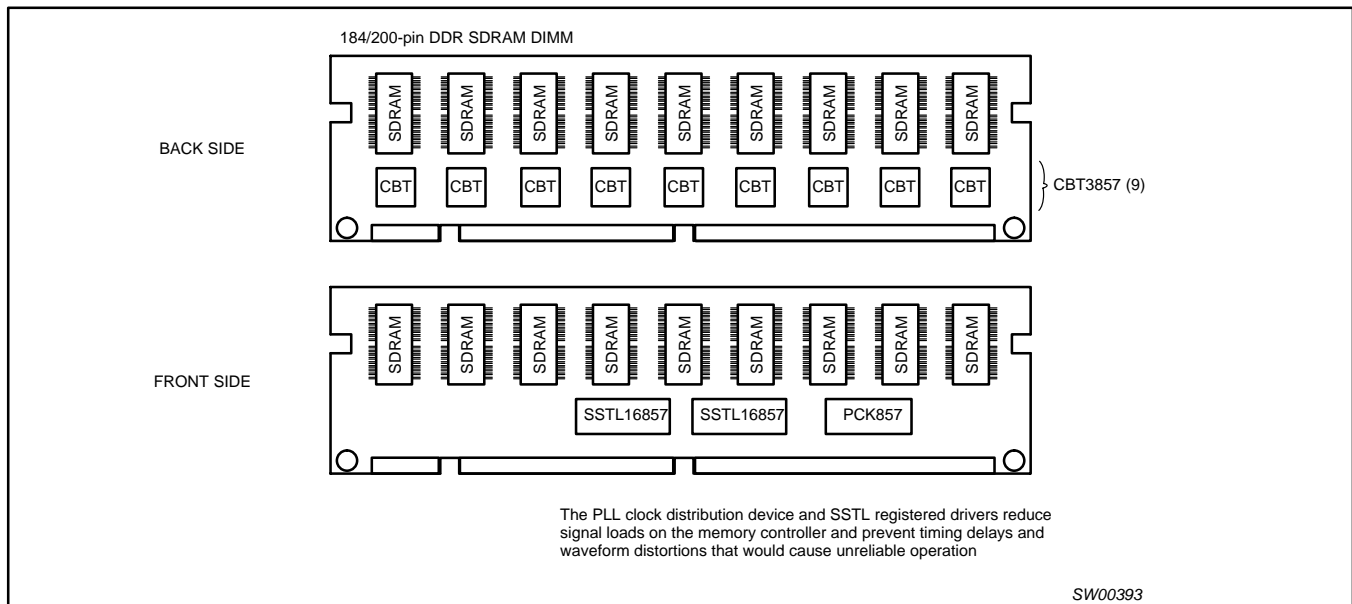 184/200-pin DDR SDRAM DIMM
SDRAM SDRAM SDRAM SDRAM SDRAM SDRAM SDRAM SDRAM SDRAM
BACK SIDE
CBT CBT CBT CBT CBT CBT CBT CBT CBT
CBT3857 (9)
SDRAM SDRAM SDRAM SDRAM SDRAM SDRAM SDRAM SDRAM SDRAM
FRONT SIDE
SSTL16857 SSTL16857 PCK857
The PLL clock distribution device and SSTL registered drivers reduce
signal loads on the memory controller and prevent timing delays and
waveform distortions that would cause unreliable operation
SW00393